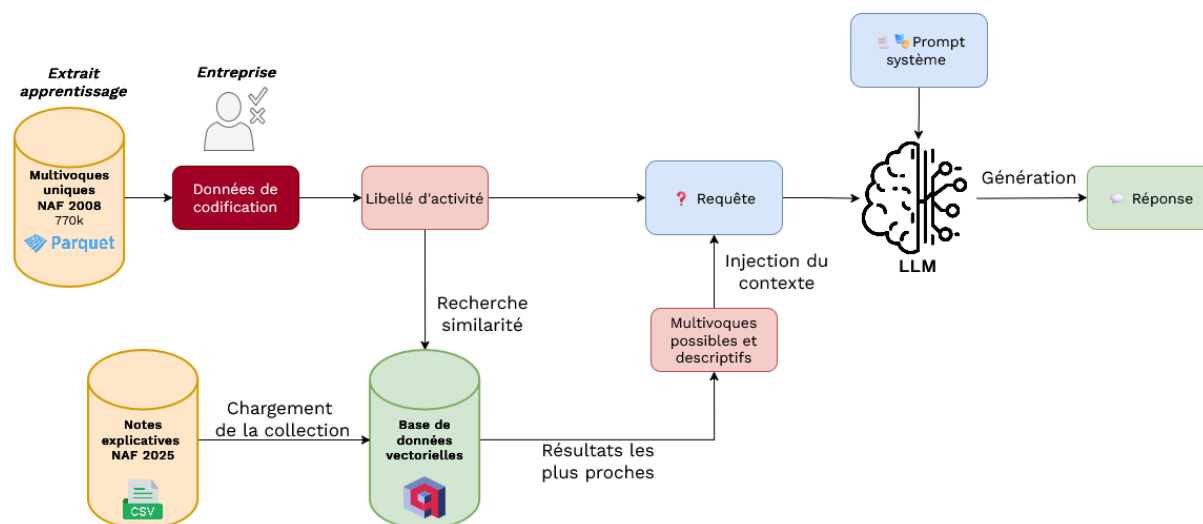 Prompt
système
Extrait
apprentissage
Entreprise
Multivoques
uniques
NAF 2008
770k
Parquet
Données de
codification
Libellé d'activité
Requête
LLM
Génération
Réponse
Injection du
contexte
Recherche
similarité
Multivoques
possibles et
descriptifs
Notes
explicatives
NAF 2025
CSV
Chargement
de la collection
Base de
données
vectorielles
Résultats les
plus proches